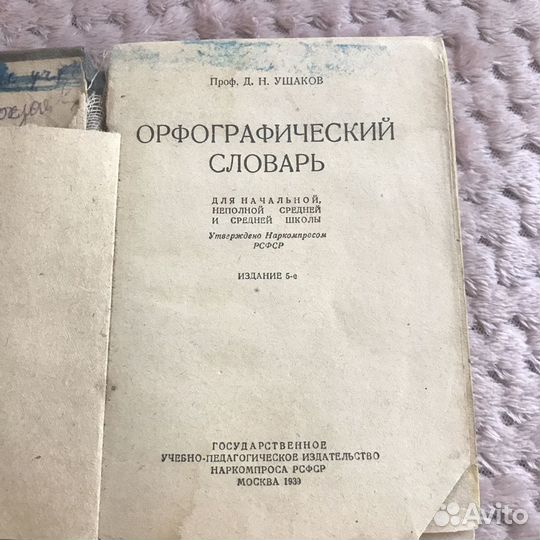 Проф. Д. Н. УШАКОВ
ОРФОГРАФИЧЕСКИЙ
СЛОВАРЬ
ДЛЯ НАЧАЛЬНОЙ,
НЕПОЛНОЙ СРЕДНЕЙ
И СРЕДНЕЙ ШКОЛЫ
Утверждено Наркомпросом
РСФСР
ИЗДАНИЕ 5-е
ГОСУДАРСТВЕННОЕ
УЧЕБНО-ПЕДАГОГИЧЕСКОЕ ИЗДАТЕЛЬСТВО
НАРКОМПРОСА РСФСР
МОСКВА 1939
Avito